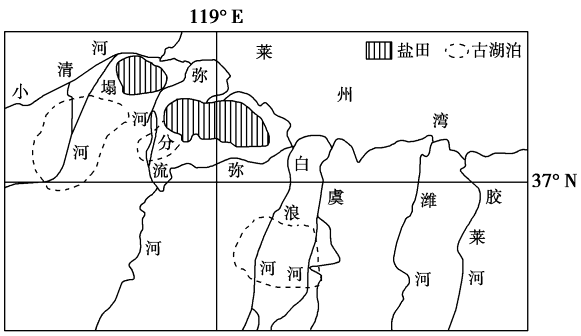 119° E
盐田
古湖泊
小清河
塌河
弥河分流
弥河
莱州湾
白浪河
虞河
潍河
胶莱河
37° N